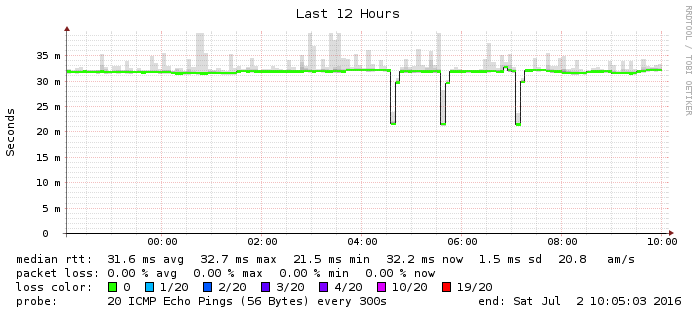 Last 12 Hours
RRDTOOL / TOBI OETIKER
Seconds
35 m
30 m
25 m
20 m
15 m
10 m
5 m
0
00:00 02:00 04:00 06:00 08:00 10:00
median rtt: 31.6 ms avg 32.7 ms max 21.5 ms min 32.2 ms now 1.5 ms sd 20.8 am/s
packet loss: 0.00 % avg 0.00 % max 0.00 % min 0.00 % now
loss color: 0 1/20 2/20 3/20 4/20 10/20 19/20
probe: 20 ICMP Echo Pings (56 Bytes) every 300s end: Sat Jul 2 10:05:03 2016